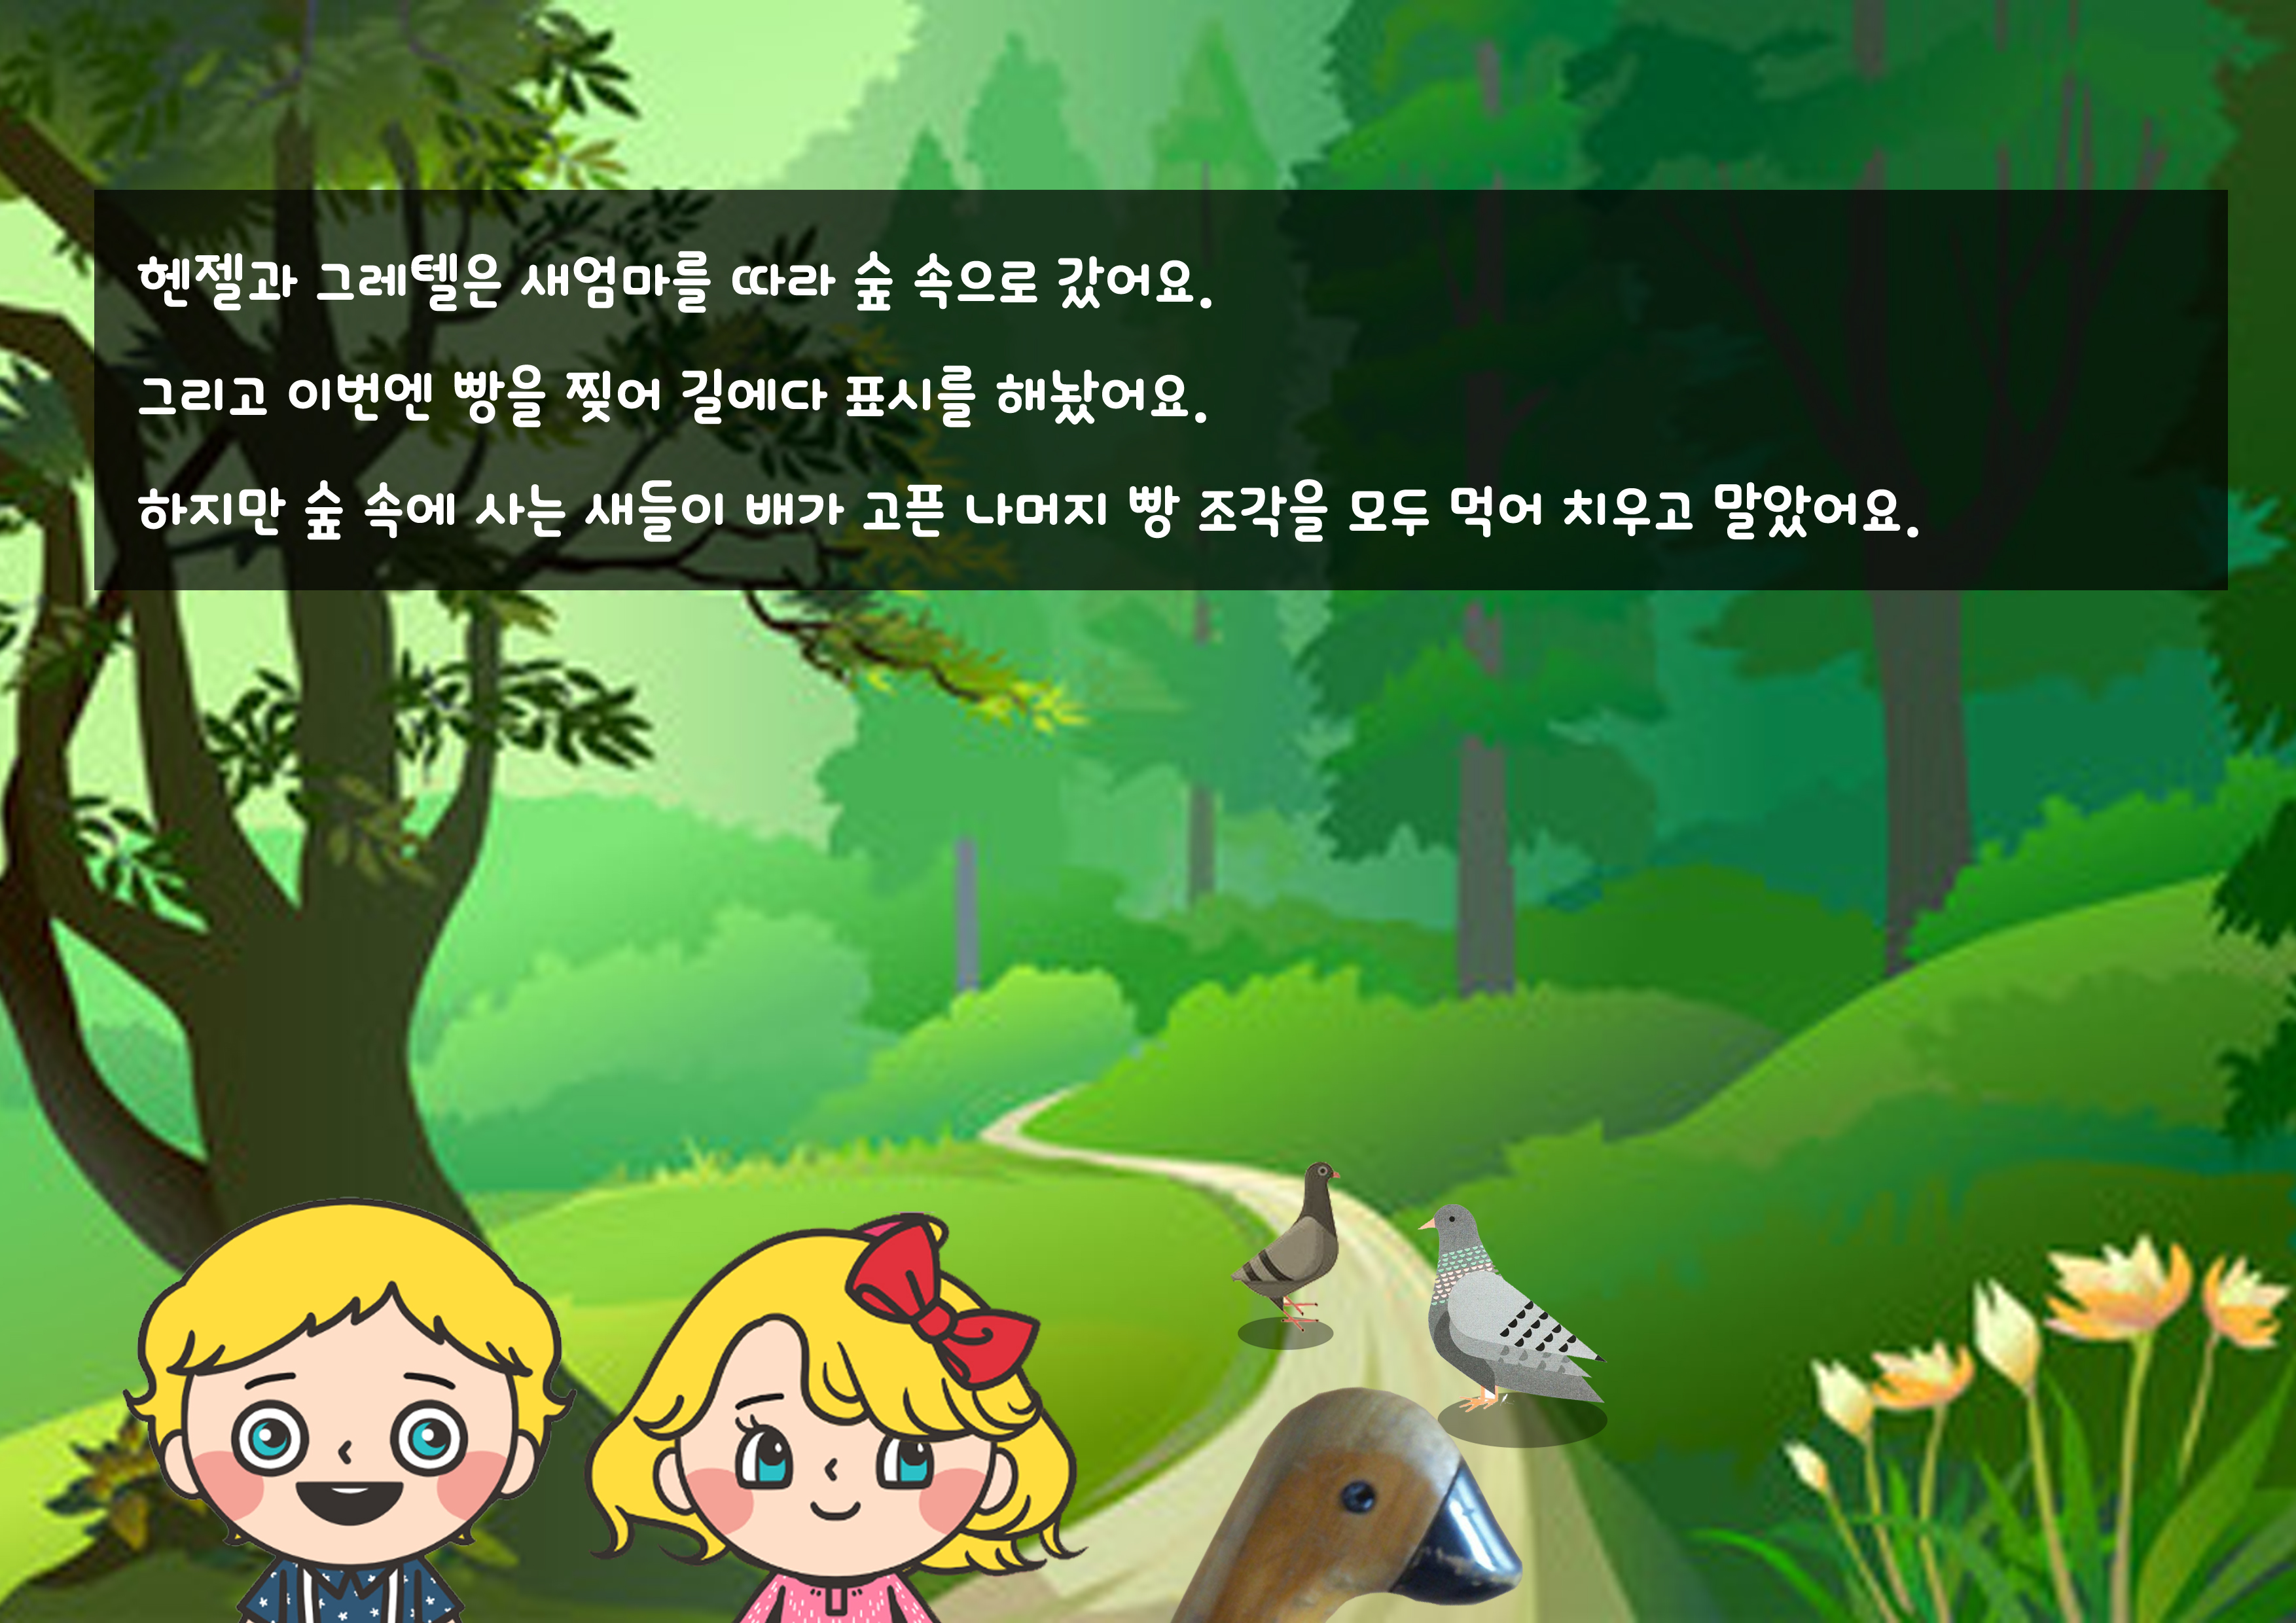 헨젤과 그레텔은 새엄마를 따라 숲 속으로 갔어요.
그리고 이번엔 빵을 찢어 길에다 표시를 해놨어요.
하지만 숲 속에 사는 새들이 배가 고픈 나머지 빵 조각을 모두 먹어 치우고 말았어요.